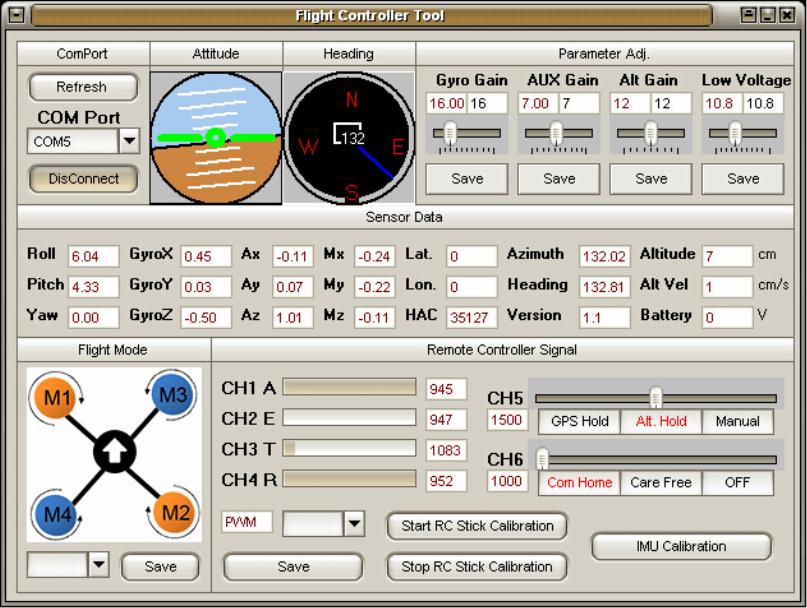 Flight Controller Tool
ComPort Attitude Heading Parameter Adj.
Refresh
COM Port
COM5
DisConnect
N
W E
S
132
Gyro Gain AUX Gain Alt Gain Low Voltage
16.00 16 7.00 7 12 12 10.8 10.8
Save Save Save Save
Sensor Data
Roll 6.04 GyroX 0.45 Ax -0.11 Mx -0.24 Lat. 0 Azimuth 132.02 Altitude 7 cm
Pitch 4.33 GyroY 0.03 Ay 0.07 My -0.22 Lon. 0 Heading 132.81 Alt Vel 1 cm/s
Yaw 0.00 GyroZ -0.50 Az 1.01 Mz -0.11 HAC 35127 Version 1.1 Battery 0 V
Flight Mode
M1 M3
M4 M2
Save
Remote Controller Signal
CH1 A 945
CH2 E 947
CH3 T 1083
CH4 R 952
CH5
1500 GPS Hold Alt. Hold Manual
CH6
1000 Com Home Care Free OFF
PWM
Save
Start RC Stick Calibration
Stop RC Stick Calibration
IMU Calibration